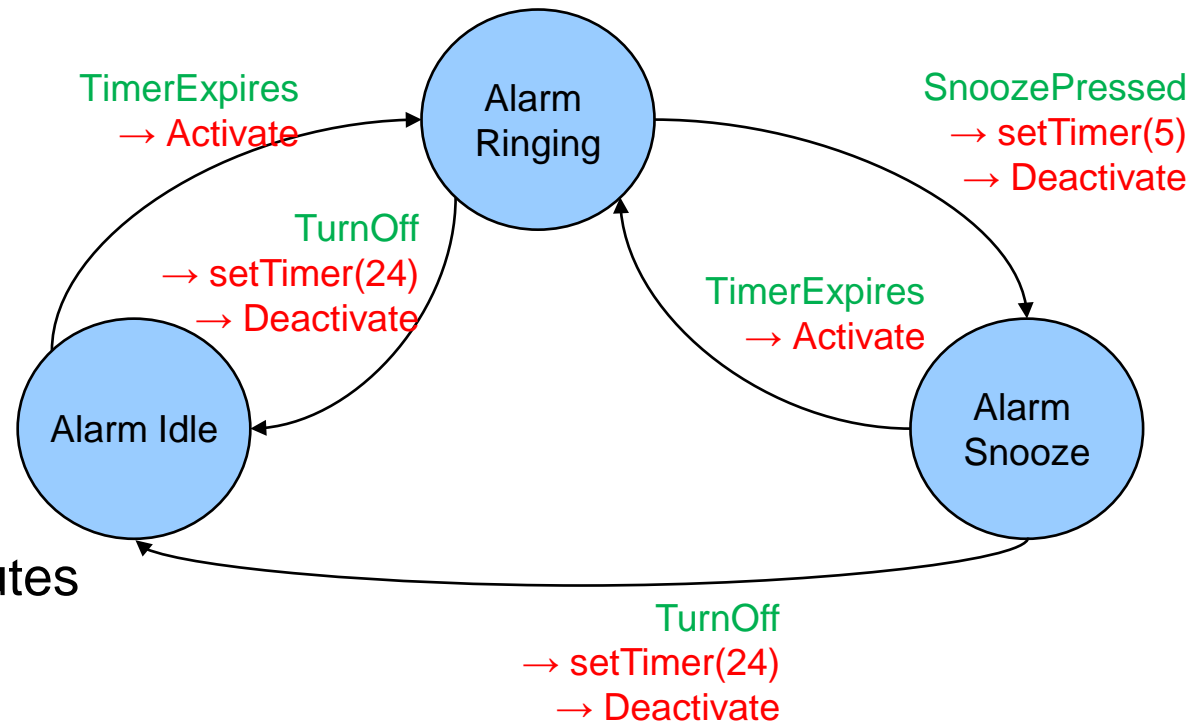 TimerExpires
→ Activate
Alarm
Ringing
SnoozePressed
→ setTimer(5)
→ Deactivate
TurnOff
→ setTimer(24)
→ Deactivate
TimerExpires
→ Activate
Alarm Idle
Alarm
Snooze
utes
TurnOff
→ setTimer(24)
→ Deactivate